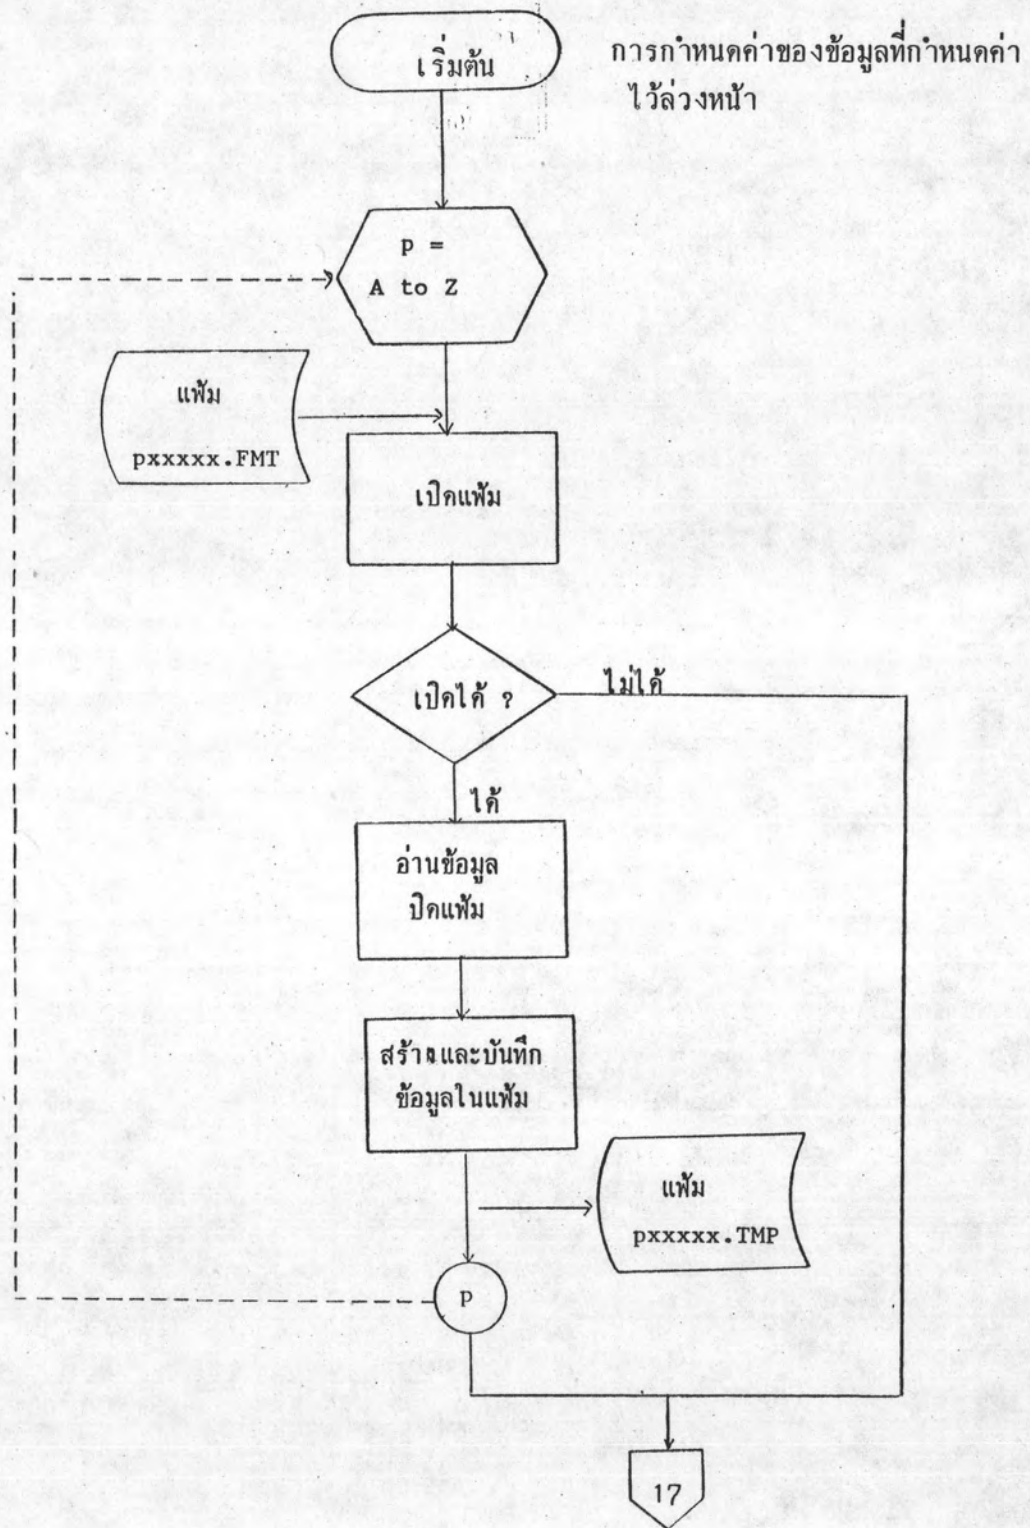 เริ่มต้น
การกำหนดค่าของข้อมูลที่กำหนดค่า
ไว้ล่วงหน้า
p =
A to Z
แฟ้ม
pxxxxx.FMT
เปิดแฟ้ม
เปิดได้ ?
ไม่ได้
ได้
อ่านข้อมูล
ปิดแฟ้ม
สร้างและบันทึก
ข้อมูลในแฟ้ม
แฟ้ม
pxxxxx.TMP
p
17